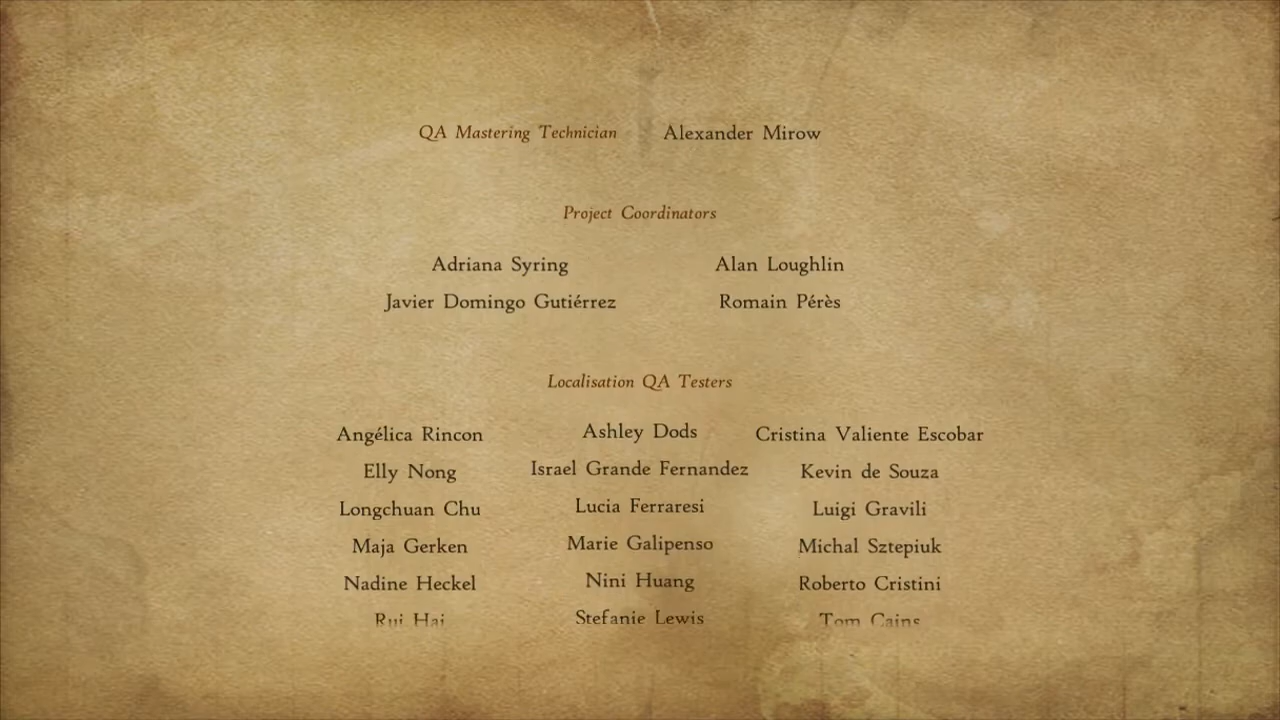 QA Mastering Technician Alexander Mirow
Project Coordinators
Adriana Syring Alan Loughlin
Javier Domingo Gutiérrez Romain Pérès
Localisation QA Testers
Angélica Rincon Ashley Dods Cristina Valiente Escobar
Elly Nong Israel Grande Fernandez Kevin de Souza
Longchuan Chu Lucia Ferraresi Luigi Gravili
Maja Gerken Marie Galipenso Michal Sztepiuk
Nadine Heckel Nini Huang Roberto Cristini
Rui Hai Stefanie Lewis Tom Cains